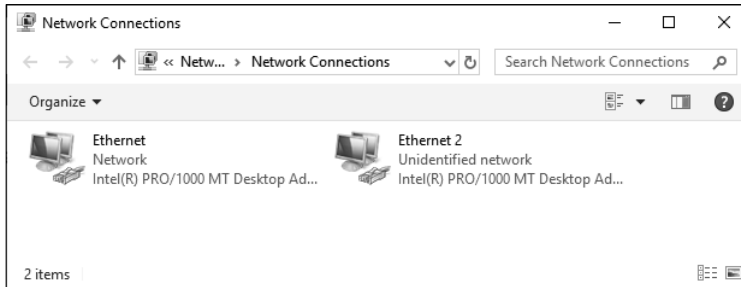 Network Connections
« Netw... › Network Connections
Search Network Connections
Organize
Ethernet
Network
Intel(R) PRO/1000 MT Desktop Ad...
Ethernet 2
Unidentified network
Intel(R) PRO/1000 MT Desktop Ad...
2 items